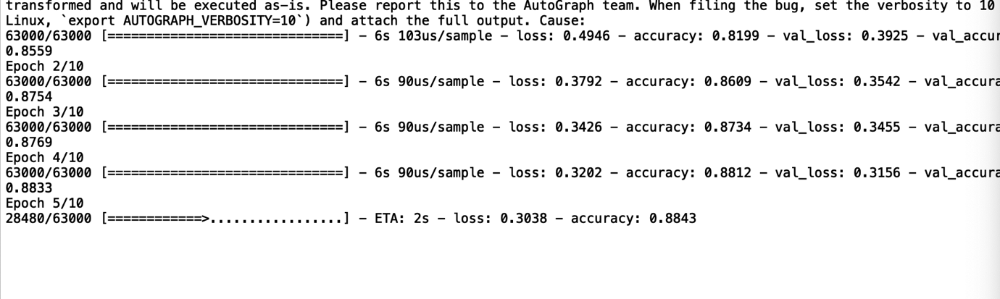 transformed and will be executed as-is. Please report this to the AutoGraph team. When filing the bug, set the verbosity to 10
Linux, `export AUTOGRAPH_VERBOSITY=10`) and attach the full output. Cause:
63000/63000 [==============================] - 6s 103us/sample - loss: 0.4946 - accuracy: 0.8199 - val_loss: 0.3925 - val_accur
0.8559
Epoch 2/10
63000/63000 [==============================] - 6s 90us/sample - loss: 0.3792 - accuracy: 0.8609 - val_loss: 0.3542 - val_accura
0.8754
Epoch 3/10
63000/63000 [==============================] - 6s 90us/sample - loss: 0.3426 - accuracy: 0.8734 - val_loss: 0.3455 - val_accura
0.8769
Epoch 4/10
63000/63000 [==============================] - 6s 90us/sample - loss: 0.3202 - accuracy: 0.8812 - val_loss: 0.3156 - val_accura
0.8833
Epoch 5/10
28480/63000 [============>.................] - ETA: 2s - loss: 0.3038 - accuracy: 0.8843